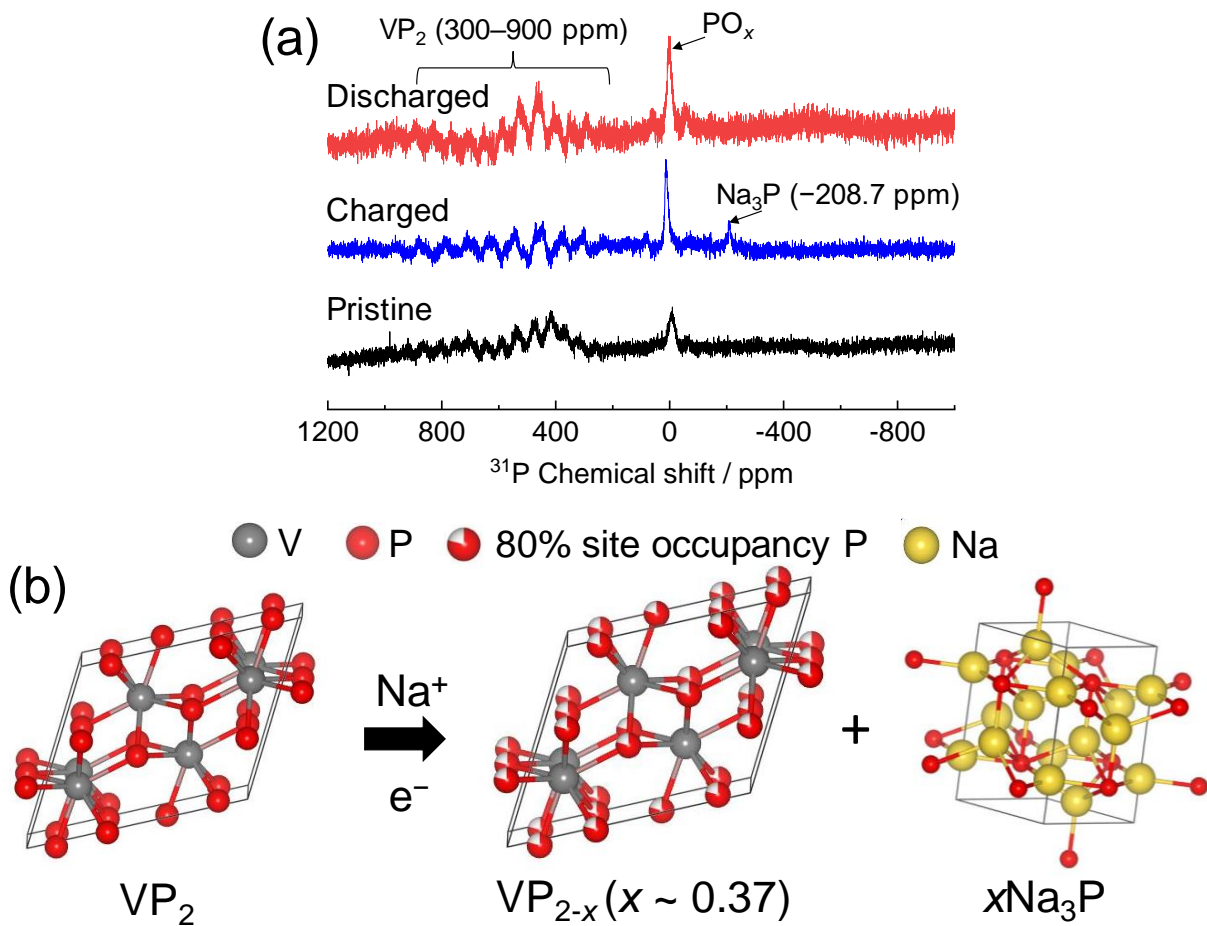 (a)
VP₂ (300–900 ppm)
POₓ
Discharged
Na₃P (−208.7 ppm)
Charged
Pristine
1200 800 400 0 -400 -800
³¹P Chemical shift / ppm
V P 80% site occupancy P Na
(b)
Na⁺
e⁻
+
VP₂ VP₂₋ₓ (x ~ 0.37) xNa₃P